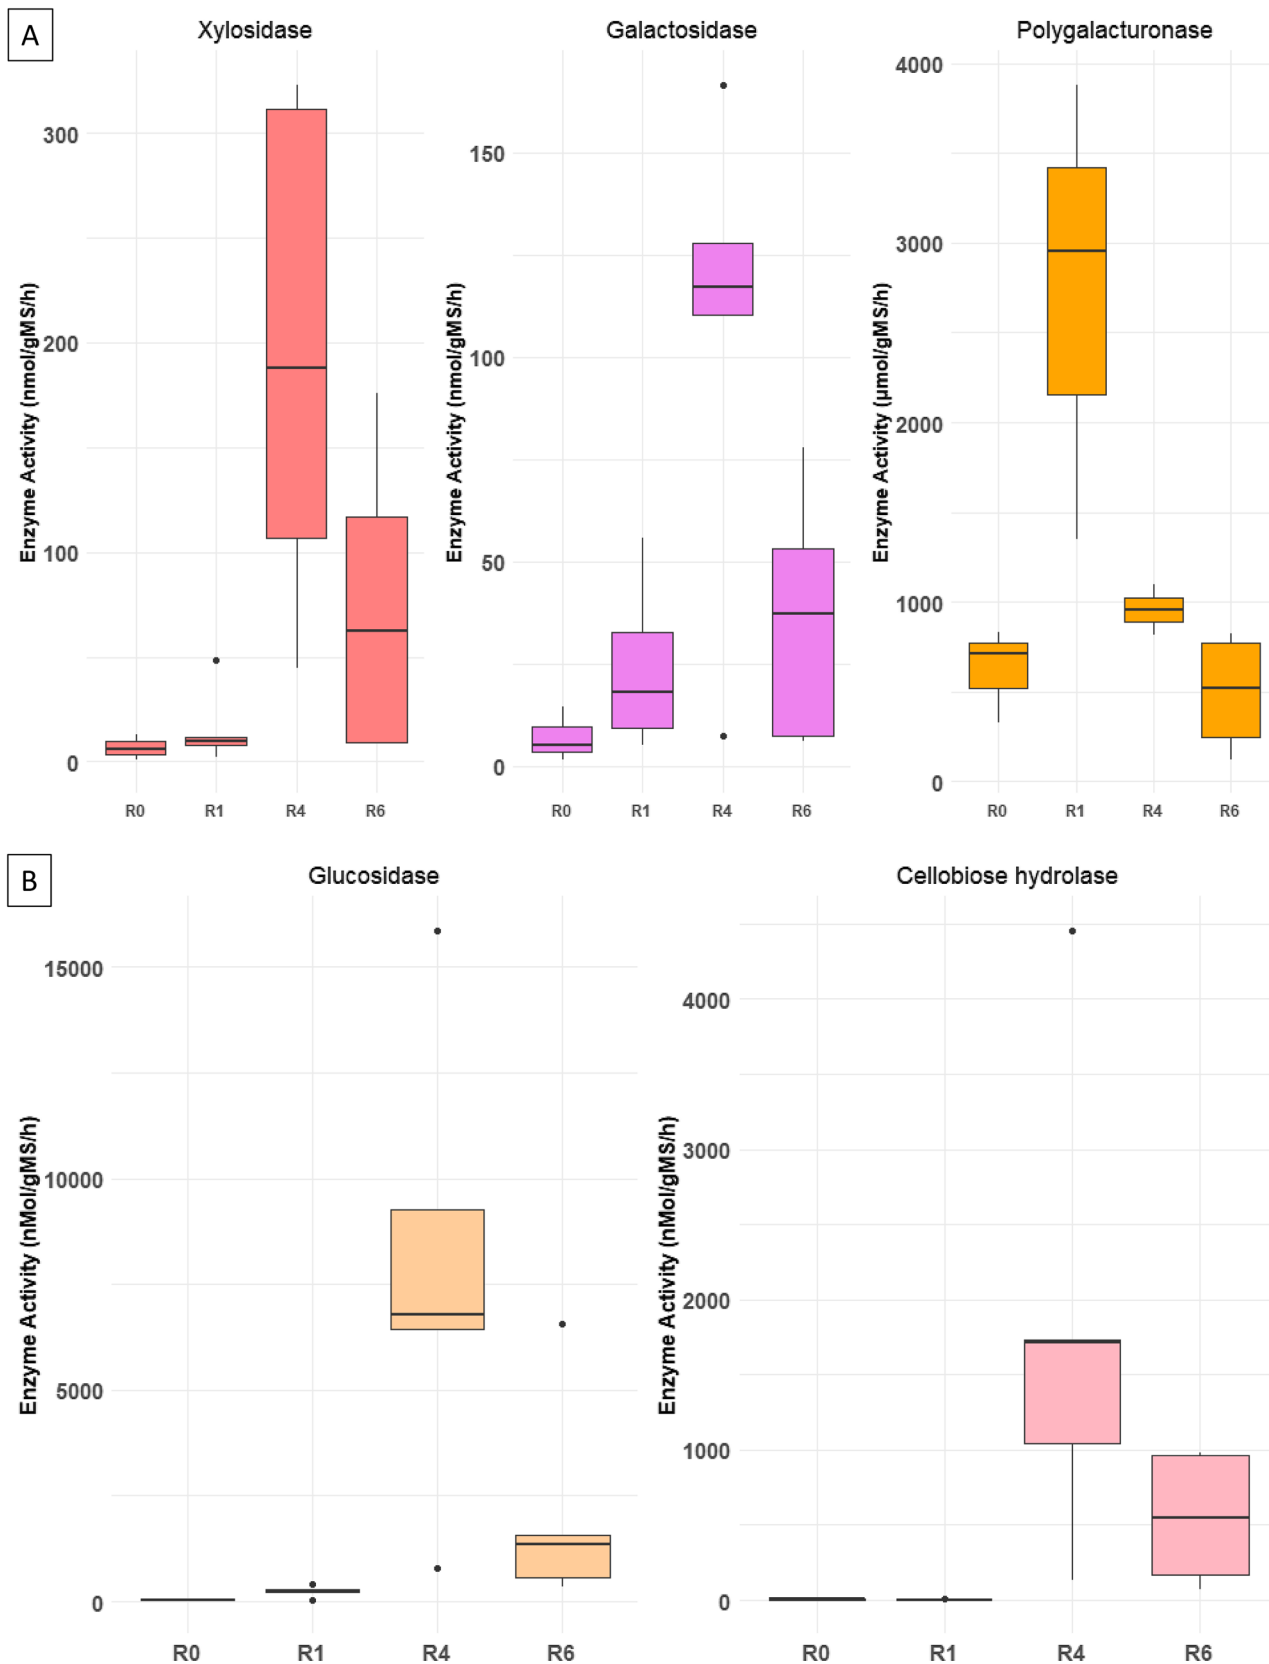 A
Xylosidase
Galactosidase
Polygalacturonase
Enzyme Activity (nmol/gMS/h)
300
200
100
0
R0 R1 R4 R6
Enzyme Activity (nmol/gMS/h)
150
100
50
0
R0 R1 R4 R6
Enzyme Activity (µmol/gMS/h)
4000
3000
2000
1000
0
R0 R1 R4 R6
B
Glucosidase
Cellobiose hydrolase
Enzyme Activity (nMol/gMS/h)
15000
10000
5000
0
R0 R1 R4 R6
Enzyme Activity (nMol/gMS/h)
4000
3000
2000
1000
0
R0 R1 R4 R6